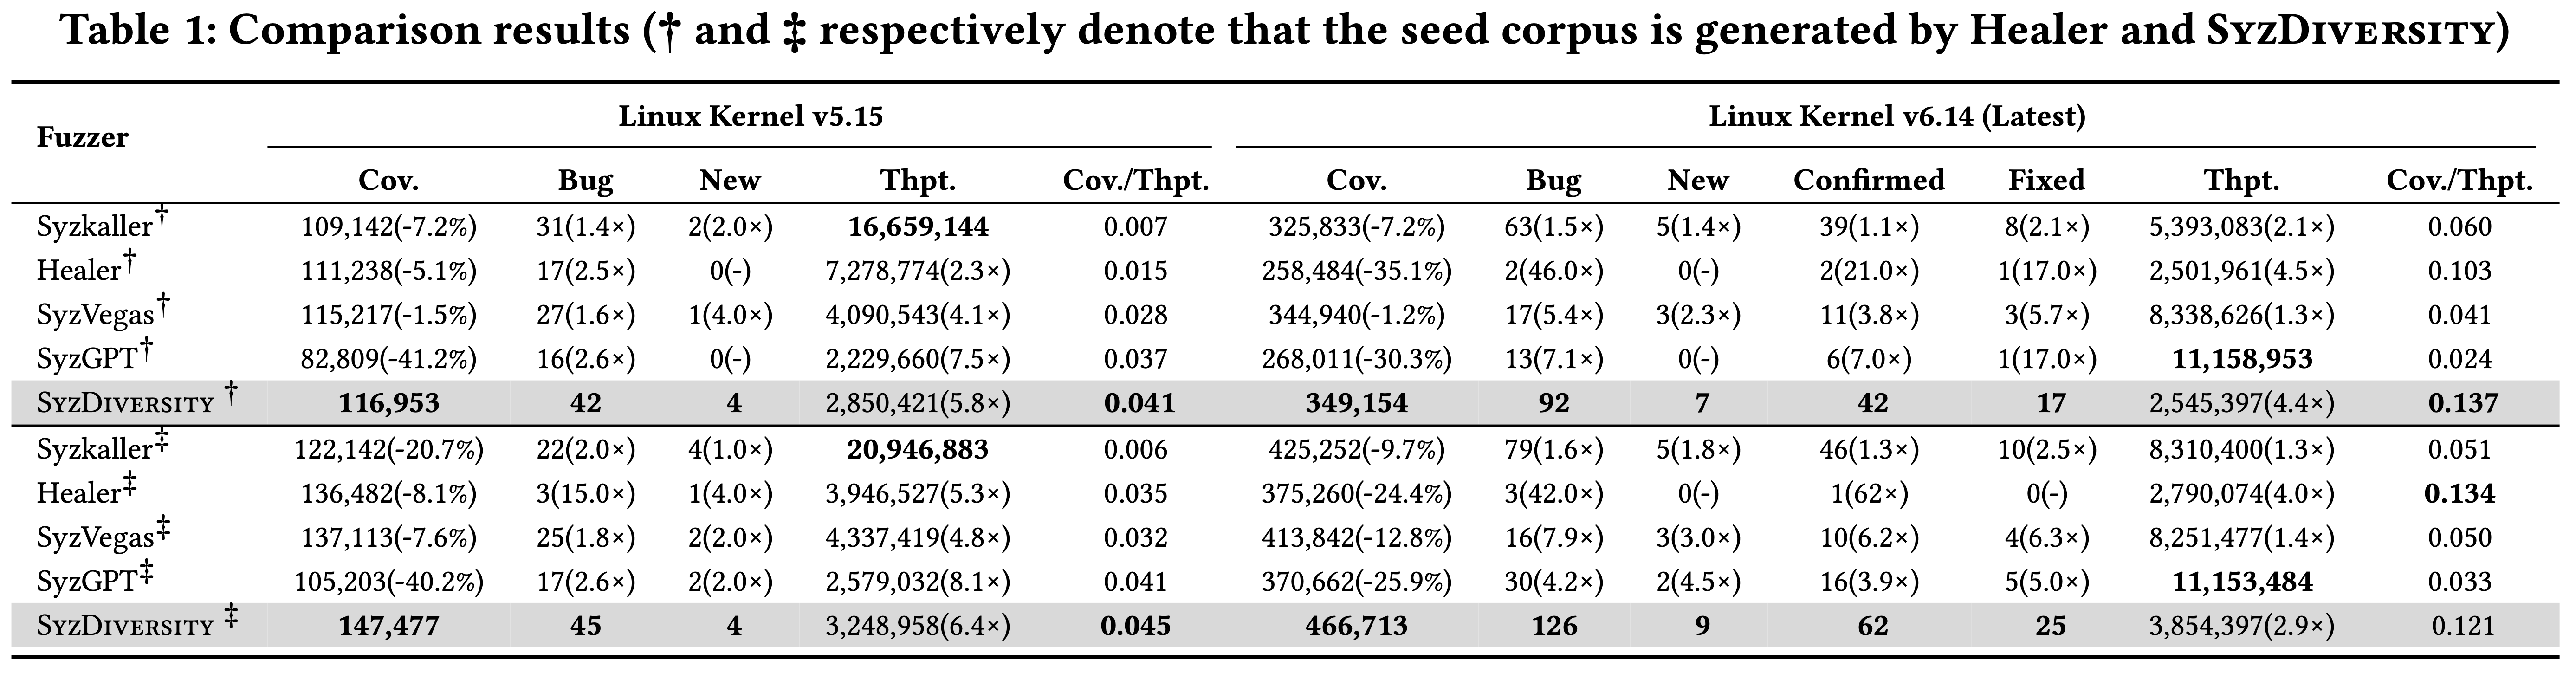 Table 1: Comparison results († and ‡ respectively denote that the seed corpus is generated by Healer and SyzDiversity)
Fuzzer Linux Kernel v5.15 Linux Kernel v6.14 (Latest)
Cov. Bug New Thpt. Cov./Thpt. Cov. Bug New Confirmed Fixed Thpt. Cov./Thpt.
Syzkaller† 109,142(-7.2%) 31(1.4×) 2(2.0×) 16,659,144 0.007 325,833(-7.2%) 63(1.5×) 5(1.4×) 39(1.1×) 8(2.1×) 5,393,083(2.1×) 0.060
Healer† 111,238(-5.1%) 17(2.5×) 0(-) 7,278,774(2.3×) 0.015 258,484(-35.1%) 2(46.0×) 0(-) 2(21.0×) 1(17.0×) 2,501,961(4.5×) 0.103
SyzVegas† 115,217(-1.5%) 27(1.6×) 1(4.0×) 4,090,543(4.1×) 0.028 344,940(-1.2%) 17(5.4×) 3(2.3×) 11(3.8×) 3(5.7×) 8,338,626(1.3×) 0.041
SyzGPT† 82,809(-41.2%) 16(2.6×) 0(-) 2,229,660(7.5×) 0.037 268,011(-30.3%) 13(7.1×) 0(-) 6(7.0×) 1(17.0×) 11,158,953 0.024
SyzDiversity † 116,953 42 4 2,850,421(5.8×) 0.041 349,154 92 7 42 17 2,545,397(4.4×) 0.137
Syzkaller‡ 122,142(-20.7%) 22(2.0×) 4(1.0×) 20,946,883 0.006 425,252(-9.7%) 79(1.6×) 5(1.8×) 46(1.3×) 10(2.5×) 8,310,400(1.3×) 0.051
Healer‡ 136,482(-8.1%) 3(15.0×) 1(4.0×) 3,946,527(5.3×) 0.035 375,260(-24.4%) 3(42.0×) 0(-) 1(62×) 0(-) 2,790,074(4.0×) 0.134
SyzVegas‡ 137,113(-7.6%) 25(1.8×) 2(2.0×) 4,337,419(4.8×) 0.032 413,842(-12.8%) 16(7.9×) 3(3.0×) 10(6.2×) 4(6.3×) 8,251,477(1.4×) 0.050
SyzGPT‡ 105,203(-40.2%) 17(2.6×) 2(2.0×) 2,579,032(8.1×) 0.041 370,662(-25.9%) 30(4.2×) 2(4.5×) 16(3.9×) 5(5.0×) 11,153,484 0.033
SyzDiversity ‡ 147,477 45 4 3,248,958(6.4×) 0.045 466,713 126 9 62 25 3,854,397(2.9×) 0.121